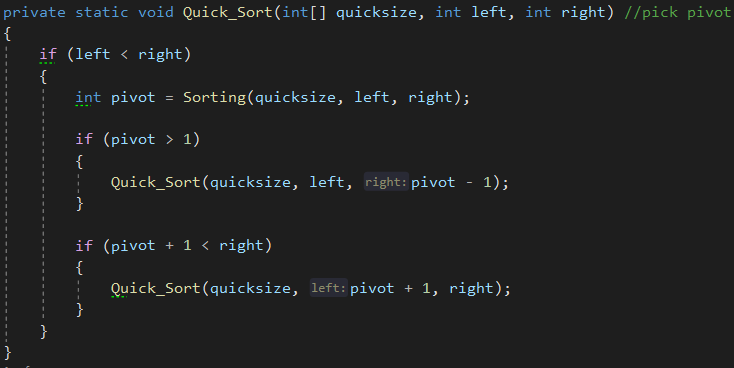 private static void Quick_Sort(int[] quicksize, int left, int right) //pick pivot
{
if (left < right)
{
int pivot = Sorting(quicksize, left, right);
if (pivot > 1)
{
Quick_Sort(quicksize, left, right: pivot - 1);
}
if (pivot + 1 < right)
{
Quick_Sort(quicksize, left: pivot + 1, right);
}
}
}